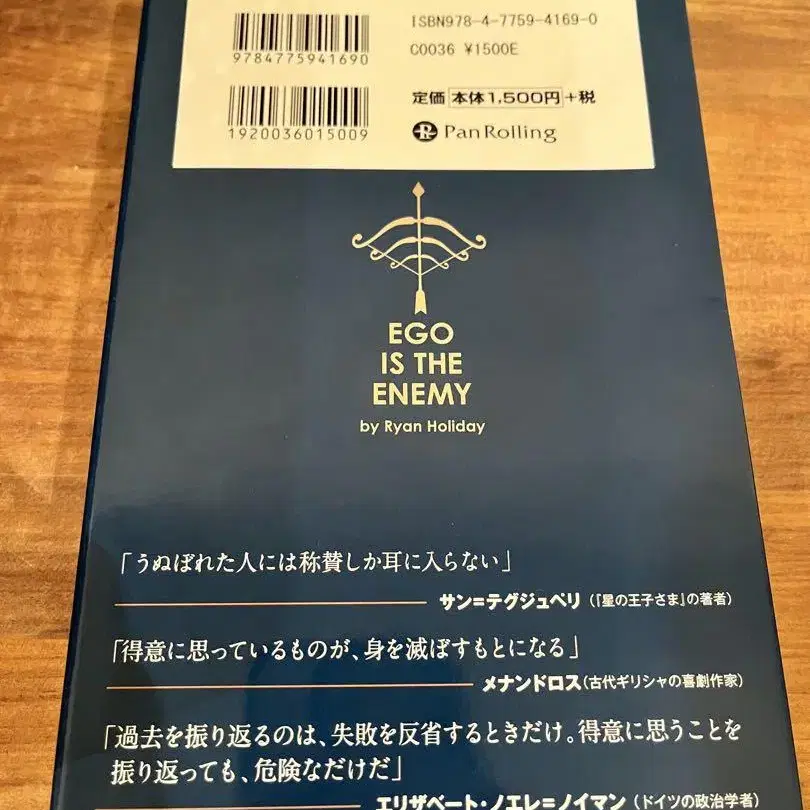 ISBN978-4-7759-4169-0
9784775941690
C0036 ¥1500E
定価 本体1,500円+税
1920036015009
PanRolling
EGO
IS THE
ENEMY
by Ryan Holiday
「うぬぼれた人には称賛しか耳に入らない」
サン=テグジュペリ（『星の王子さま』の著者）
「得意に思っているものが、身を滅ぼすもとになる」
メナンドロス（古代ギリシャの喜劇作家）
「過去を振り返るのは、失敗を反省するときだけ。得意に思うことを
振り返っても、危険なだけだ」
エリザベート・ノエレ=ノイマン（ドイツの政治学者）